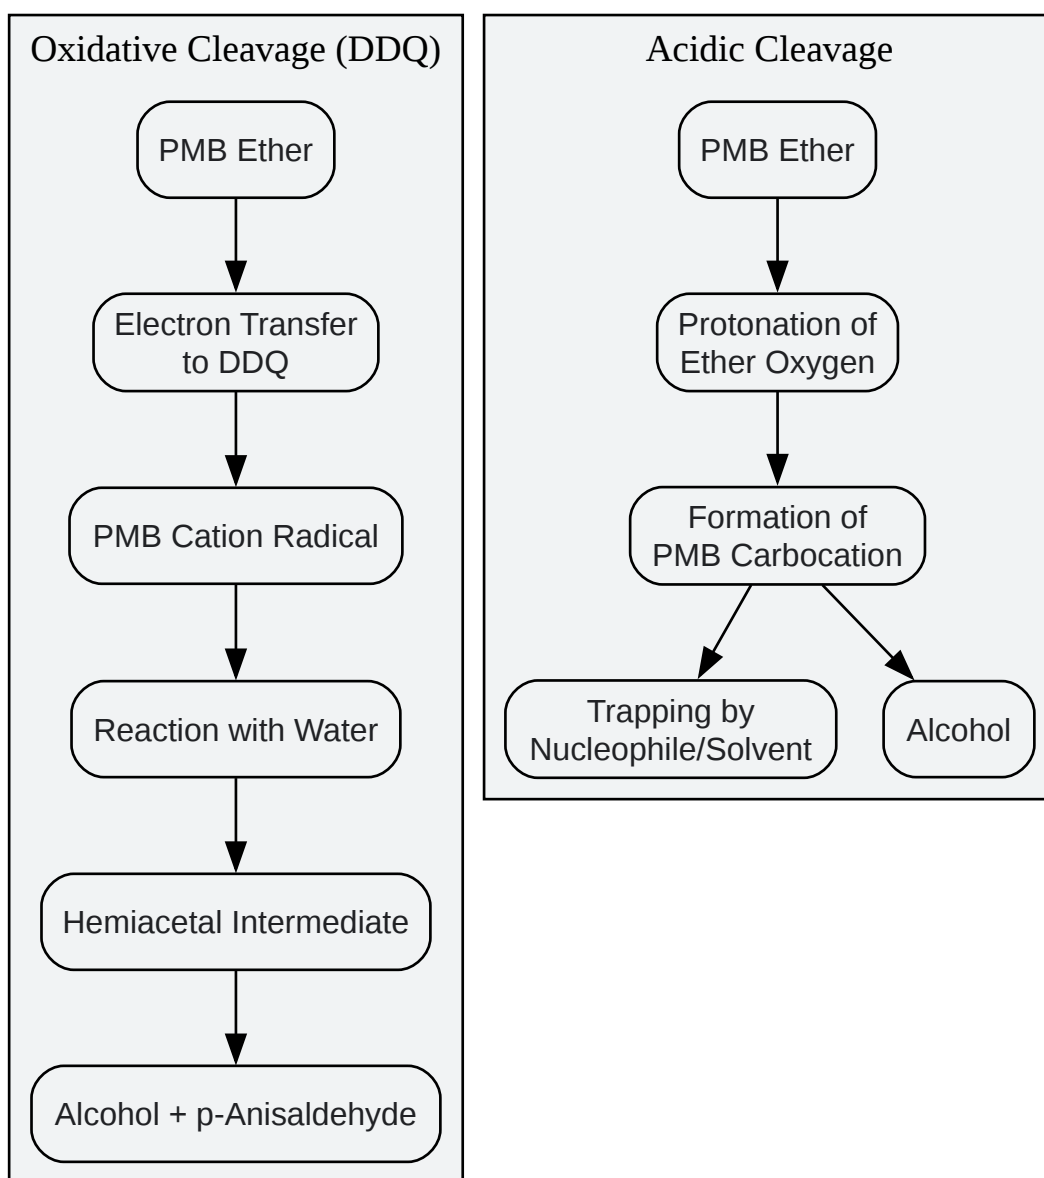 Oxidative Cleavage (DDQ)
PMB Ether
Electron Transfer
to DDQ
PMB Cation Radical
Reaction with Water
Hemiacetal Intermediate
Alcohol + p-Anisaldehyde
Acidic Cleavage
PMB Ether
Protonation of
Ether Oxygen
Formation of
PMB Carbocation
Trapping by
Nucleophile/Solvent
Alcohol